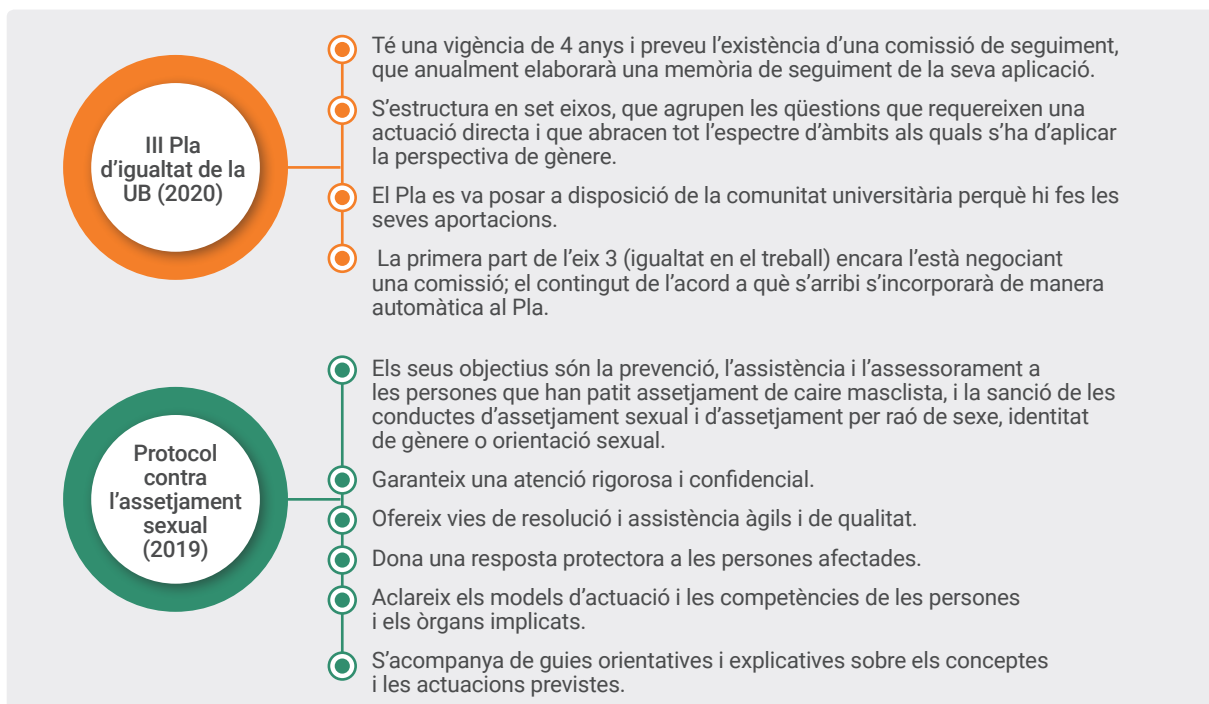 III Pla
d’igualtat de la
UB (2020)
Té una vigència de 4 anys i preveu l’existència d’una comissió de seguiment,
que anualment elaborarà una memòria de seguiment de la seva aplicació.
S’estructura en set eixos, que agrupen les qüestions que requereixen una
actuació directa i que abracen tot l’espectre d’àmbits als quals s’ha d’aplicar
la perspectiva de gènere.
El Pla es va posar a disposició de la comunitat universitària perquè hi fes les
seves aportacions.
La primera part de l’eix 3 (igualtat en el treball) encara l’està negociant
una comissió; el contingut de l’acord a què s’arribi s’incorporarà de manera
automàtica al Pla.
Protocol
contra
l’assetjament
sexual
(2019)
Els seus objectius són la prevenció, l’assistència i l’assessorament a
les persones que han patit assetjament de caire masclista, i la sanció de les
conductes d’assetjament sexual i d’assetjament per raó de sexe, identitat
de gènere o orientació sexual.
Garanteix una atenció rigorosa i confidencial.
Ofereix vies de resolució i assistència àgils i de qualitat.
Dona una resposta protectora a les persones afectades.
Aclareix els models d’actuació i les competències de les persones
i els òrgans implicats.
S’acompanya de guies orientatives i explicatives sobre els conceptes
i les actuacions previstes.